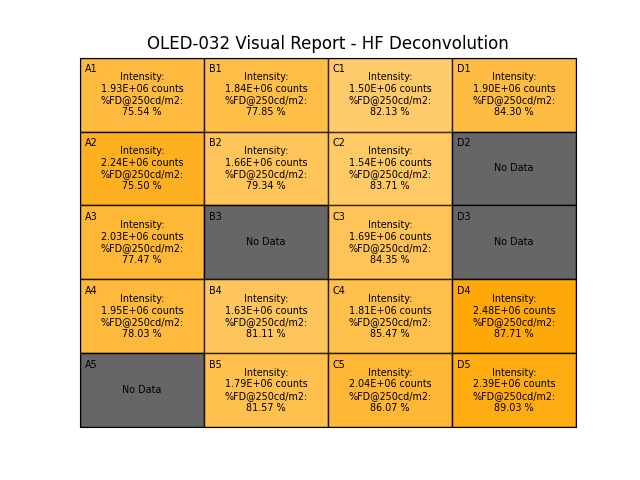 OLED-032 Visual Report - HF Deconvolution
A1
Intensity:
1.93E+06 counts
%FD@250cd/m2:
75.54 %
B1
Intensity:
1.84E+06 counts
%FD@250cd/m2:
77.85 %
C1
Intensity:
1.50E+06 counts
%FD@250cd/m2:
82.13 %
D1
Intensity:
1.90E+06 counts
%FD@250cd/m2:
84.30 %
A2
Intensity:
2.24E+06 counts
%FD@250cd/m2:
75.50 %
B2
Intensity:
1.66E+06 counts
%FD@250cd/m2:
79.34 %
C2
Intensity:
1.54E+06 counts
%FD@250cd/m2:
83.71 %
D2
No Data
A3
Intensity:
2.03E+06 counts
%FD@250cd/m2:
77.47 %
B3
No Data
C3
Intensity:
1.69E+06 counts
%FD@250cd/m2:
84.35 %
D3
No Data
A4
Intensity:
1.95E+06 counts
%FD@250cd/m2:
78.03 %
B4
Intensity:
1.63E+06 counts
%FD@250cd/m2:
81.11 %
C4
Intensity:
1.81E+06 counts
%FD@250cd/m2:
85.47 %
D4
Intensity:
2.48E+06 counts
%FD@250cd/m2:
87.71 %
A5
No Data
B5
Intensity:
1.79E+06 counts
%FD@250cd/m2:
81.57 %
C5
Intensity:
2.04E+06 counts
%FD@250cd/m2:
86.07 %
D5
Intensity:
2.39E+06 counts
%FD@250cd/m2:
89.03 %